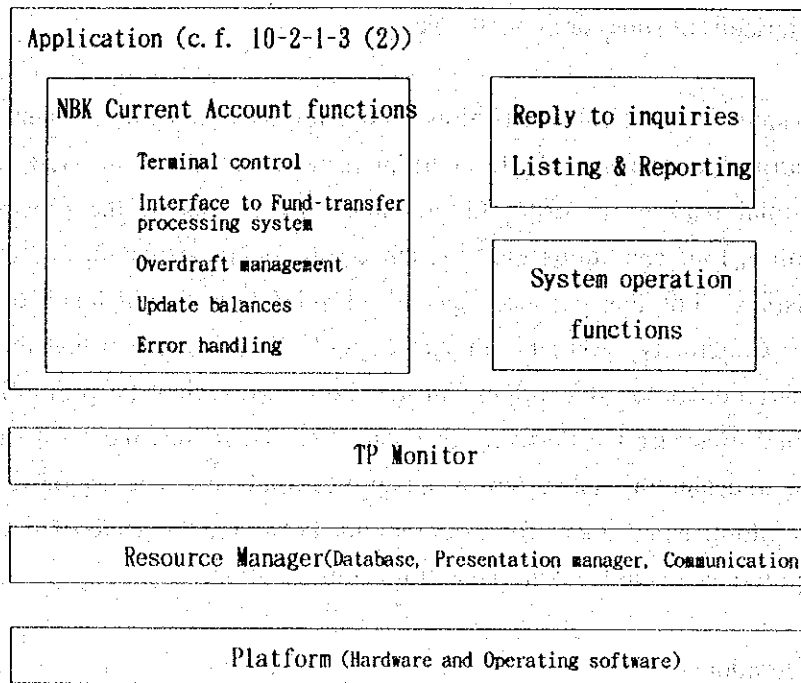 Application (c.f. 10-2-1-3 (2))
NBK Current Account functions
Terminal control
Interface to Fund-transfer
processing system
Overdraft management
Update balances
Error handling
Reply to inquiries
Listing & Reporting
System operation
functions
TP Monitor
Resource Manager(Database, Presentation manager, Communication
Platform (Hardware and Operating software)